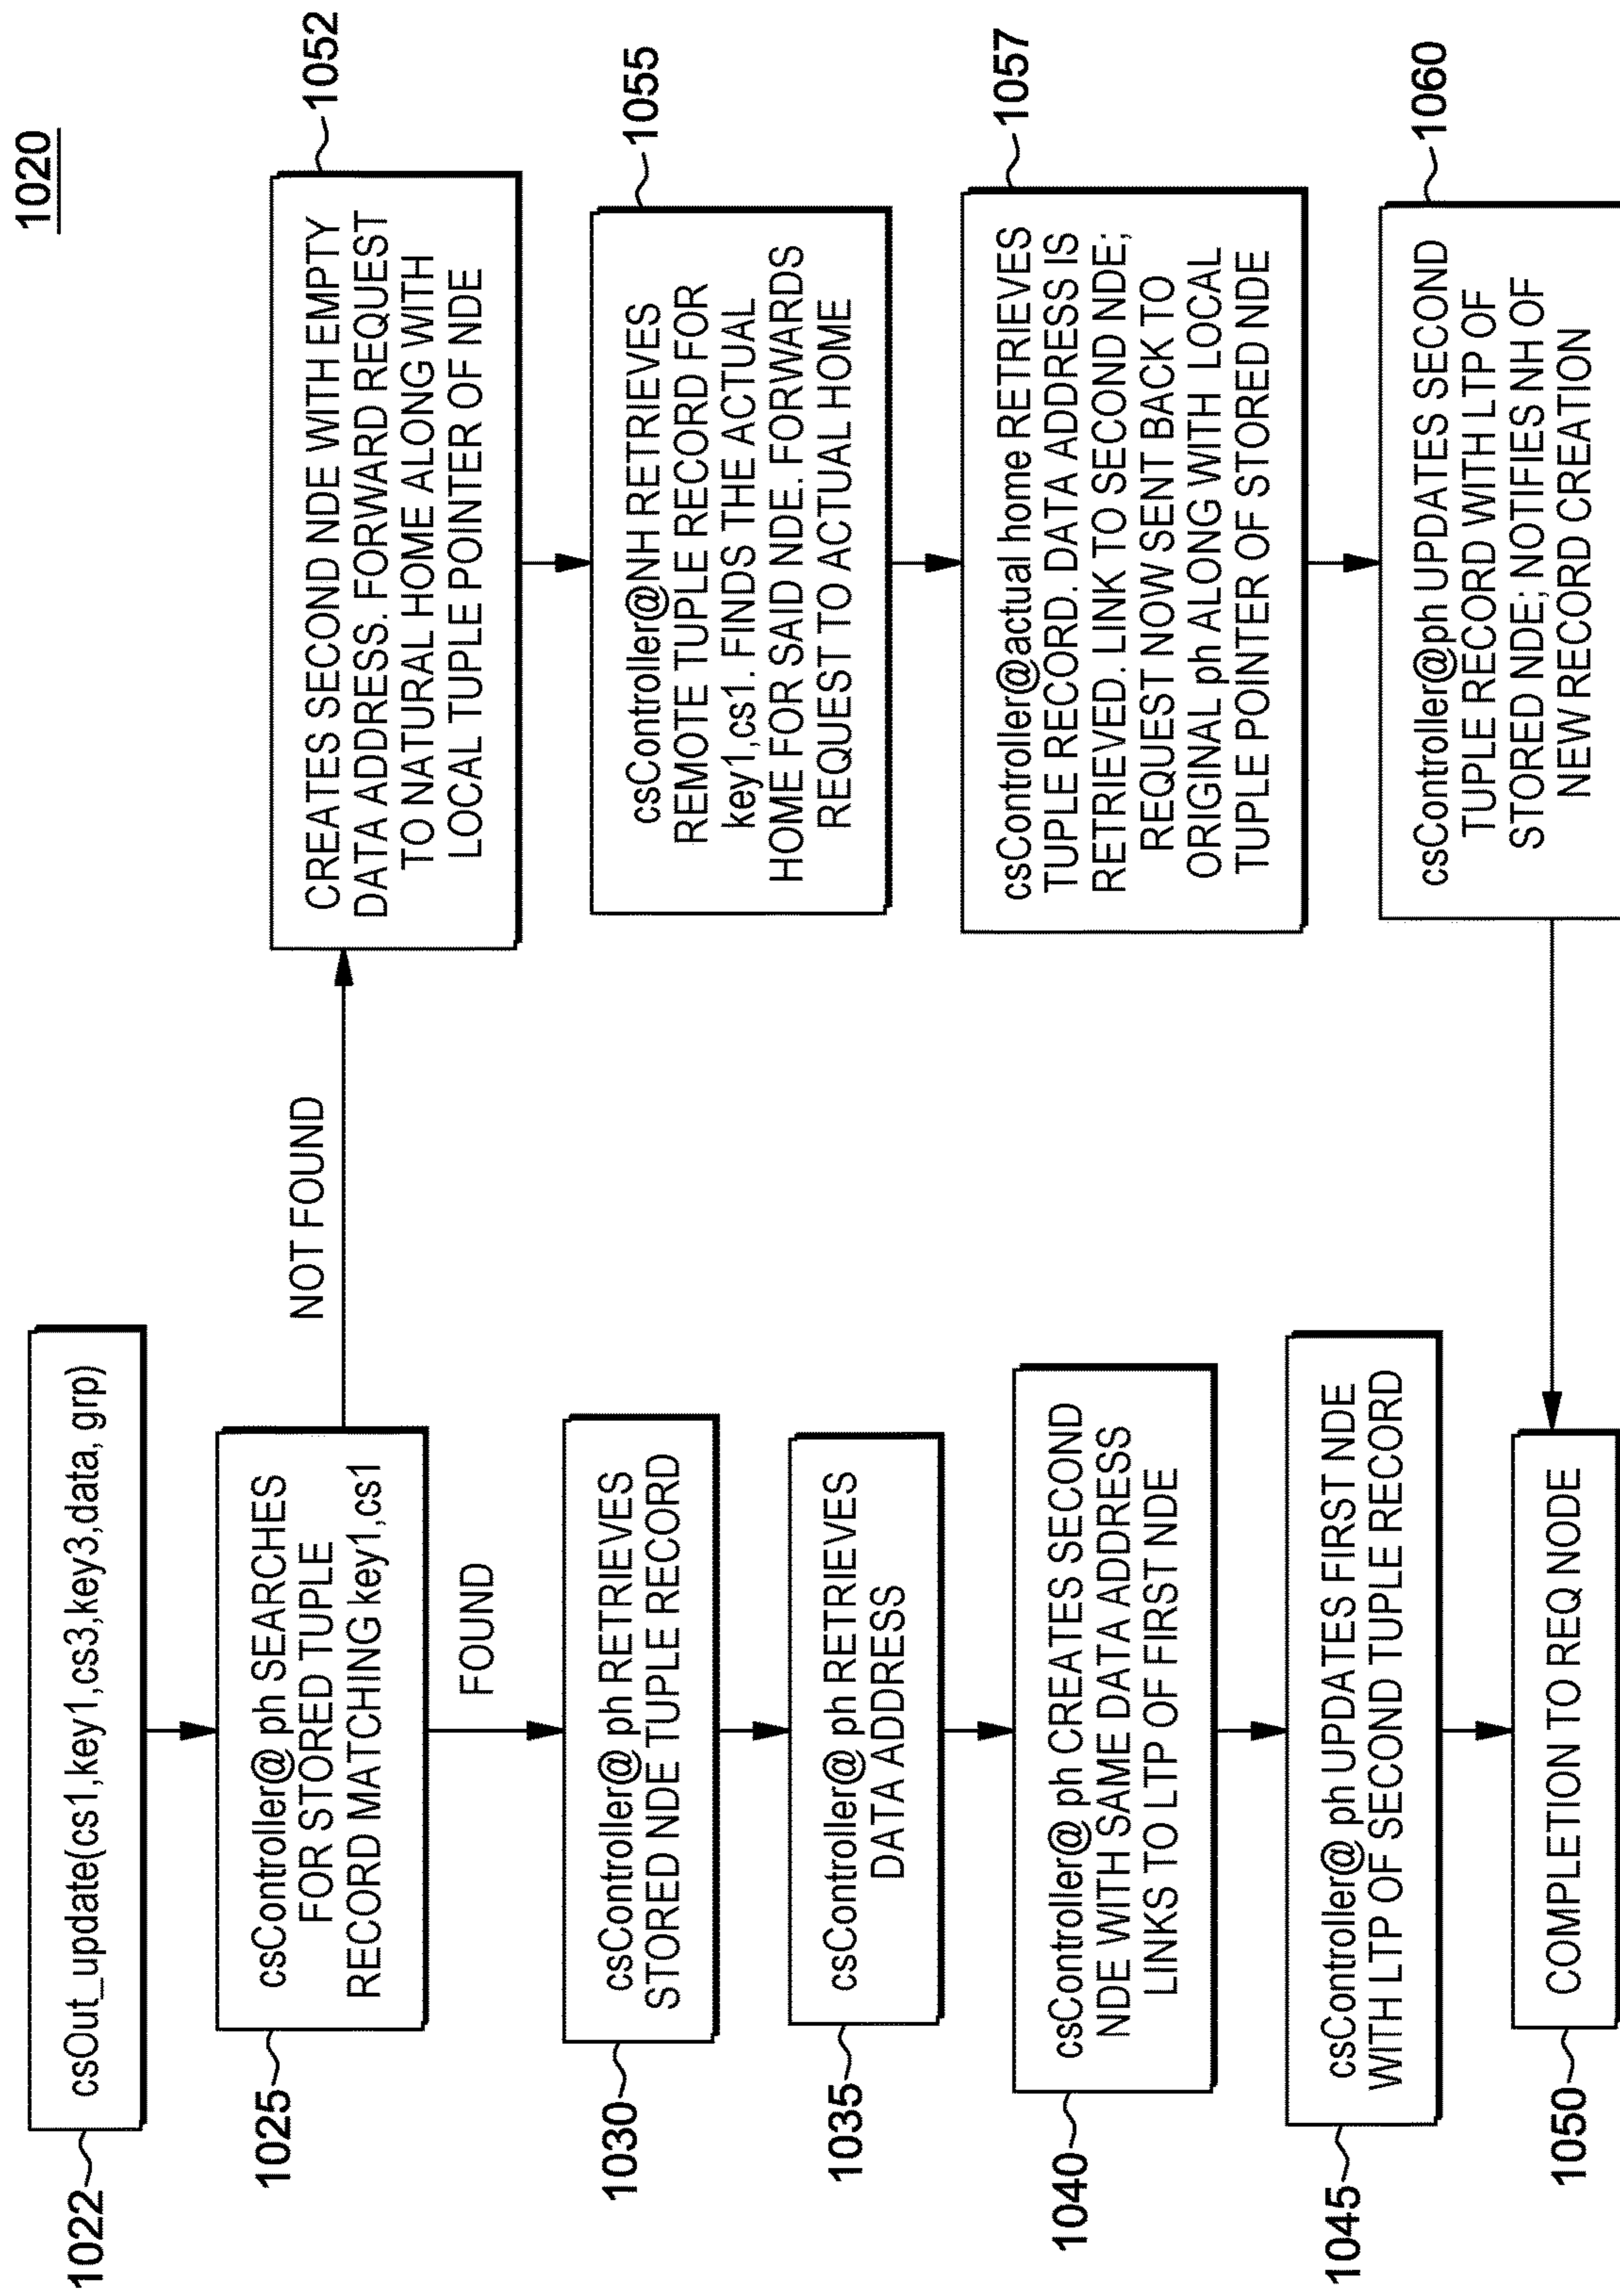 1020
1022
csOut_update(cs1,key1,cs3,key3,data, grp)
1025
csController@ ph SEARCHES
FOR STORED TUPLE
RECORD MATCHING key1,cs1
NOT FOUND
FOUND
1030
csController@ ph RETRIEVES
STORED NDE TUPLE RECORD
1035
csController@ ph RETRIEVES
DATA ADDRESS
1040
csController@ ph CREATES SECOND
NDE WITH SAME DATA ADDRESS
LINKS TO LTP OF FIRST NDE
1045
csController@ ph UPDATES FIRST NDE
WITH LTP OF SECOND TUPLE RECORD
1050
COMPLETION TO REQ NODE
1052
CREATES SECOND NDE WITH EMPTY
DATA ADDRESS. FORWARD REQUEST
TO NATURAL HOME ALONG WITH
LOCAL TUPLE POINTER OF NDE
1055
csController@NH RETRIEVES
REMOTE TUPLE RECORD FOR
key1,cs1. FINDS THE ACTUAL
HOME FOR SAID NDE. FORWARDS
REQUEST TO ACTUAL HOME
1057
csController@actual home RETRIEVES
TUPLE RECORD. DATA ADDRESS IS
RETRIEVED. LINK TO SECOND NDE;
REQUEST NOW SENT BACK TO
ORIGINAL ph ALONG WITH LOCAL
TUPLE POINTER OF STORED NDE
1060
csController@ph UPDATES SECOND
TUPLE RECORD WITH LTP OF
STORED NDE; NOTIFIES NH OF
NEW RECORD CREATION